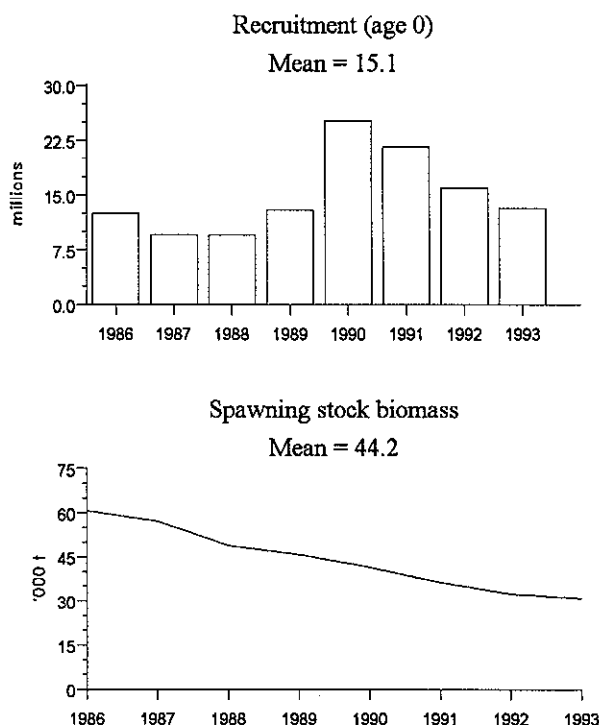 Recruitment (age 0)
Mean = 15.1
30.0
22.5
15.0
7.5
0.0
millions
1986 1987 1988 1989 1990 1991 1992 1993
Spawning stock biomass
Mean = 44.2
75
60
45
30
15
0
'000 t
1986 1987 1988 1989 1990 1991 1992 1993